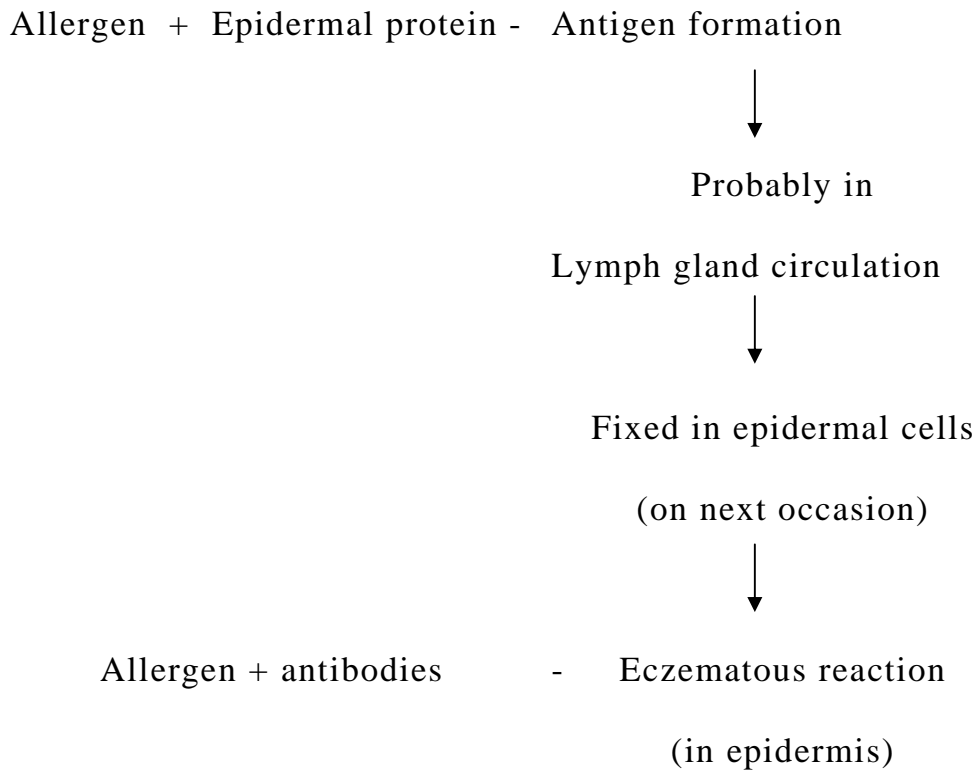 Allergen + Epidermal protein - Antigen formation
Probably in
Lymph gland circulation
Fixed in epidermal cells
(on next occasion)
Allergen + antibodies - Eczematous reaction
(in epidermis)